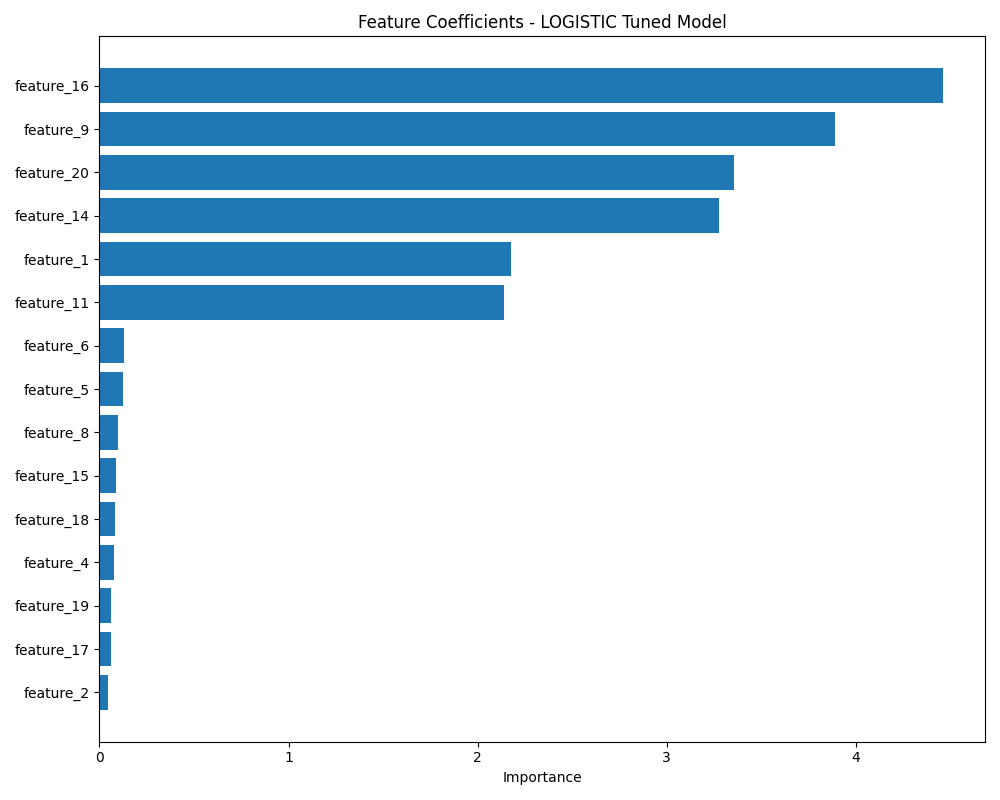 Feature Coefficients - LOGISTIC Tuned Model
feature_16
feature_9
feature_20
feature_14
feature_1
feature_11
feature_6
feature_5
feature_8
feature_15
feature_18
feature_4
feature_19
feature_17
feature_2
0 1 2 3 4
Importance